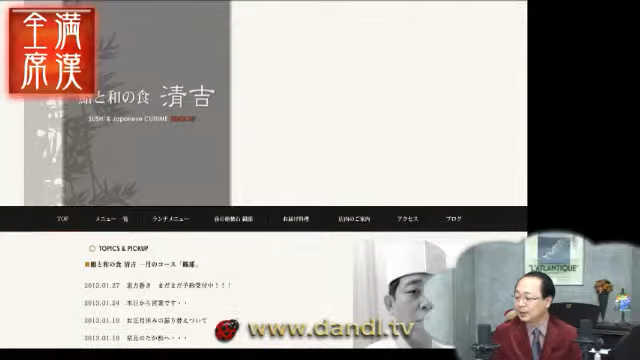 満漢
全席
鮨と和の食 清吉
SUSHI & Japanese CUISINE
TOP メニュー一覧 ランチメニュー お届け料理 店内のご案内 アクセス ブログ
TOPICS & PICKUP
鮨と和の食 清吉 一月のコース「
2013.01.27 恵方巻き まだまだ予約受付中!!!
2013.01.24 本日から営業です・・
2013.01.19 お正月休みの振り替えついて
2013.01.19
www.dandl.tv
"L'ATLANTIQUE"